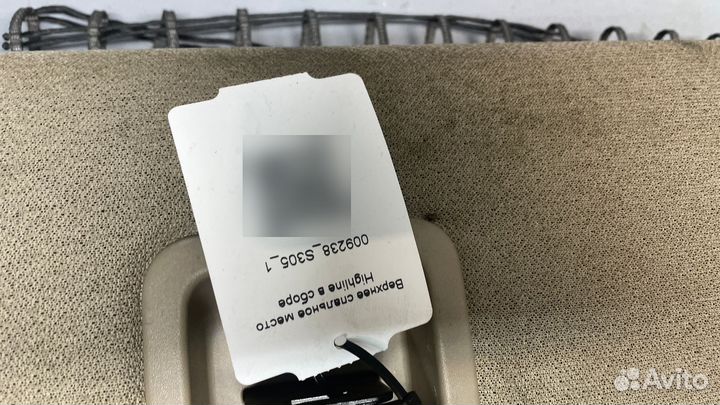 Верхнее спальное место
Highline в сборе
009238_S305_1
Avito